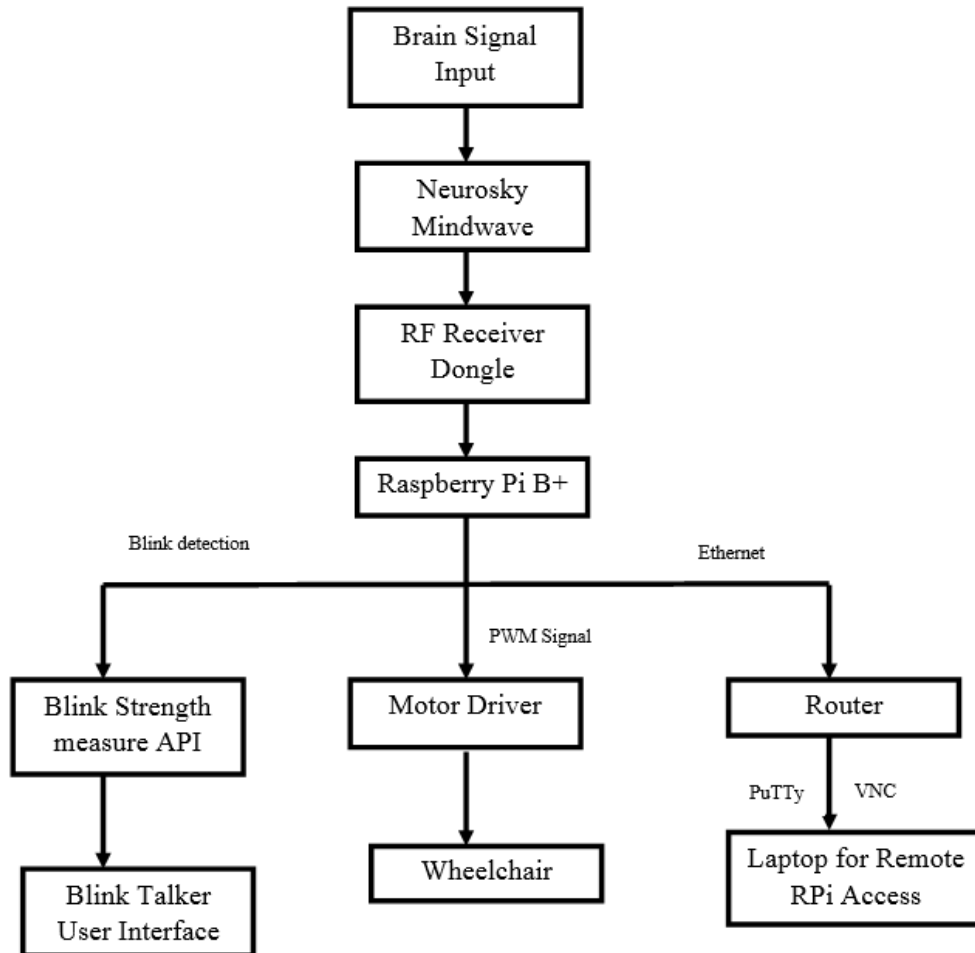 Brain Signal
Input
Neurosky
Mindwave
RF Receiver
Dongle
Raspberry Pi B+
Blink detection
Ethernet
PWM Signal
Blink Strength
measure API
Motor Driver
Router
PuTTy
VNC
Blink Talker
User Interface
Wheelchair
Laptop for Remote
RPi Access